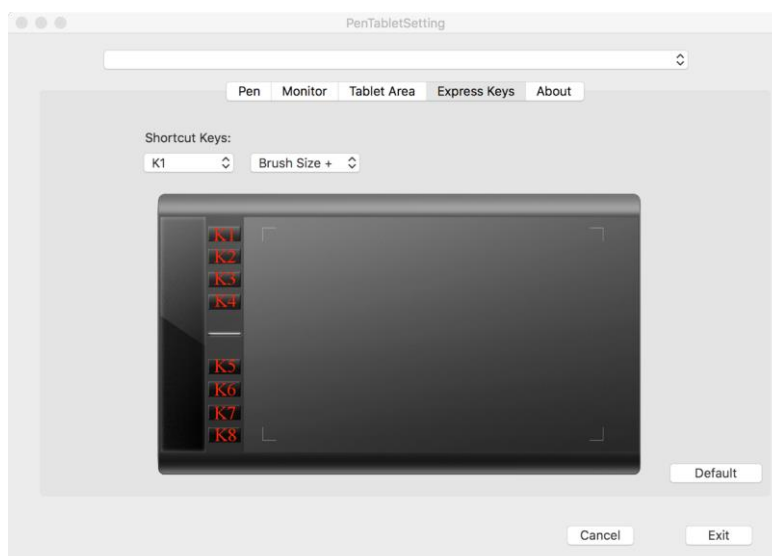 PenTabletSetting
Pen Monitor Tablet Area Express Keys About
Shortcut Keys:
K1 Brush Size +
K1
K2
K3
K4
K5
K6
K7
K8
Default
Cancel Exit